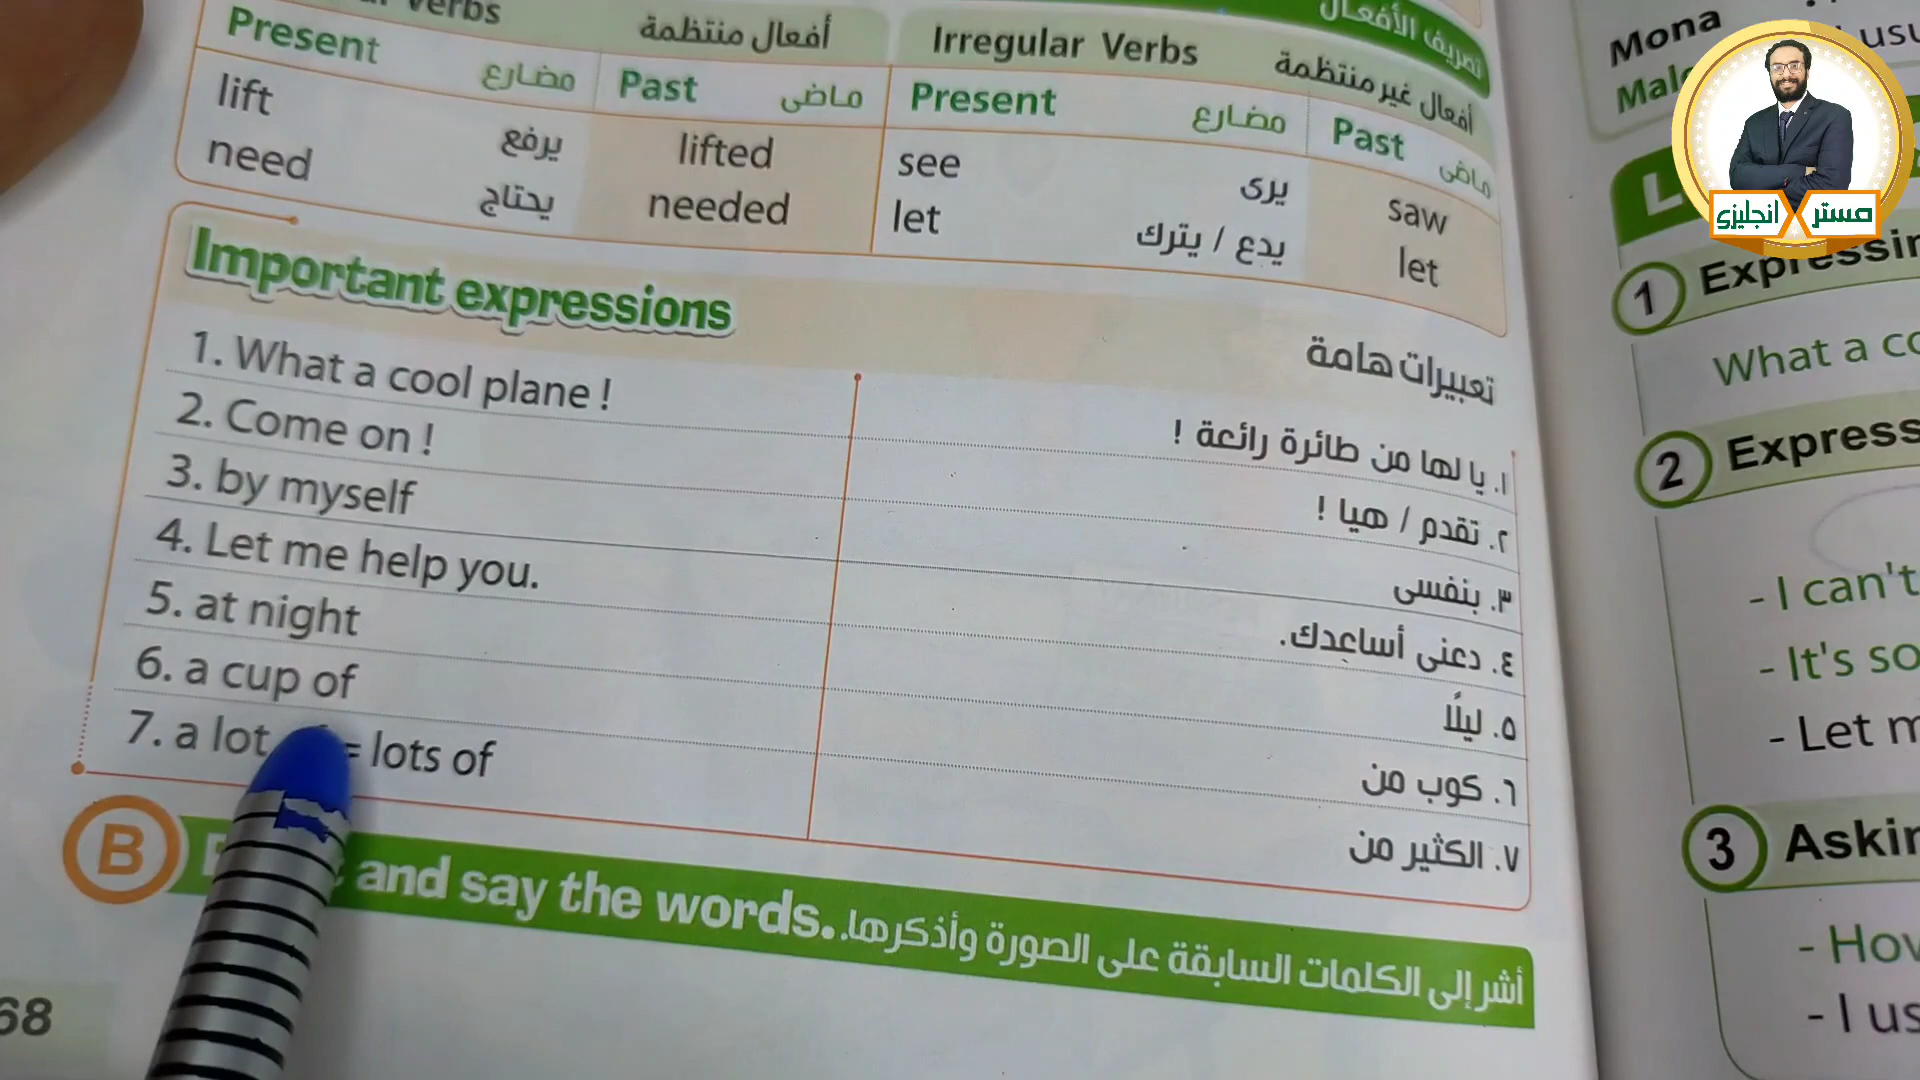 Verbs أفعال منتظمة
Irregular Verbs أفعال غير منتظمة
تصريف الأفعال
Present مضارع Past ماضى Present مضارع Past ماضى
lift يرفع lifted see يرى saw
need يحتاج needed let يدع / يترك let
Important expressions تعبيرات هامة
1. What a cool plane ! ١. يا لها من طائرة رائعة !
2. Come on ! ٢. تقدم / هيا !
3. by myself ٣. بنفسى
4. Let me help you. ٤. دعنى أساعدك.
5. at night ٥. ليلًا
6. a cup of ٦. كوب من
7. a lot = lots of ٧. الكثير من
B and say the words. أشر إلى الكلمات السابقة على الصورة وأذكرها.
68
Mona
I usu
L
1 Expressin
What a co
2 Express
- I can't
- It's so
- Let m
3 Askin
- How
- I us
مستر X انجليزي